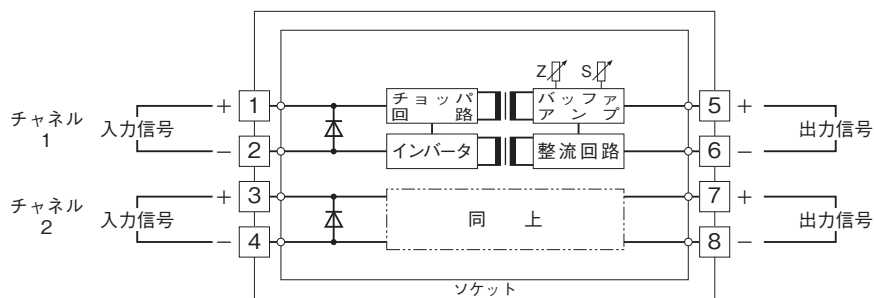 Z S
チャネル
1
入力信号
+ 1
チョッパ
回路
バッファ
アンプ
5 +
出力信号
− 2
インバータ
整流回路
6 −
チャネル
2
入力信号
+ 3
同上
7 +
出力信号
− 4
8 −
ソケット